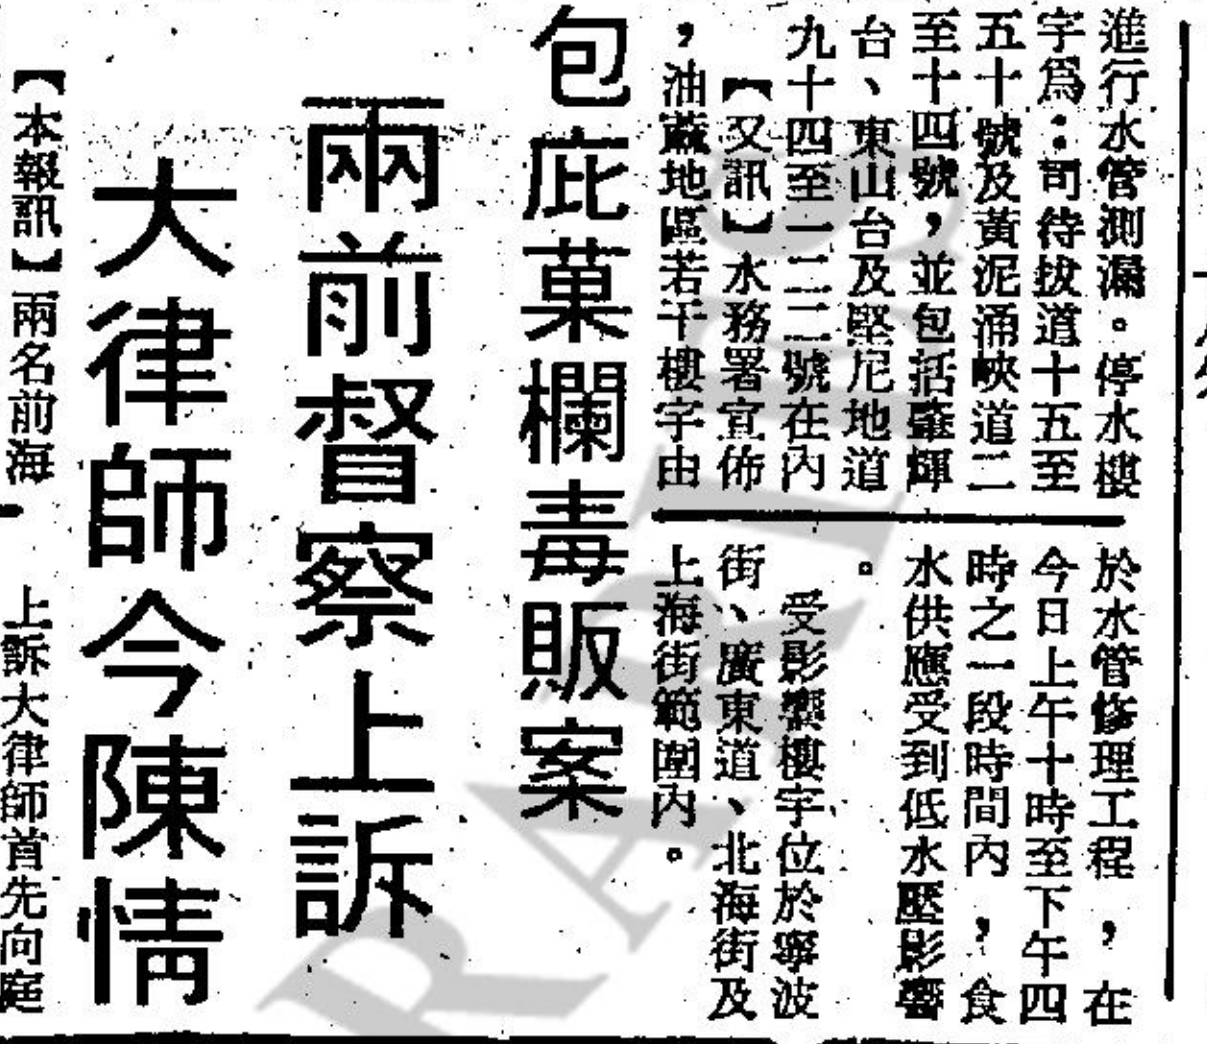 進行水管測漏。停水樓
宇爲：司待拔道十五至
五十號及黃泥涌峽道二
至十四號，並包括肇輝
台、東山台及堅尼地道
九十四至一二二號在內
。
【又訊】水務署宣佈
，油蔴地區若干樓宇由
於水管修理工程，在
今日上午十時至下午四
時之一段時間內，食
水供應受到低水壓影響
。
受影響樓宇位於寧波
街、廣東道、北海街及
上海街範圍內。
包庇菓欄毒販案
兩前督察上訴
大律師今陳情
【本報訊】兩名前海
上訴大律師首先向庭